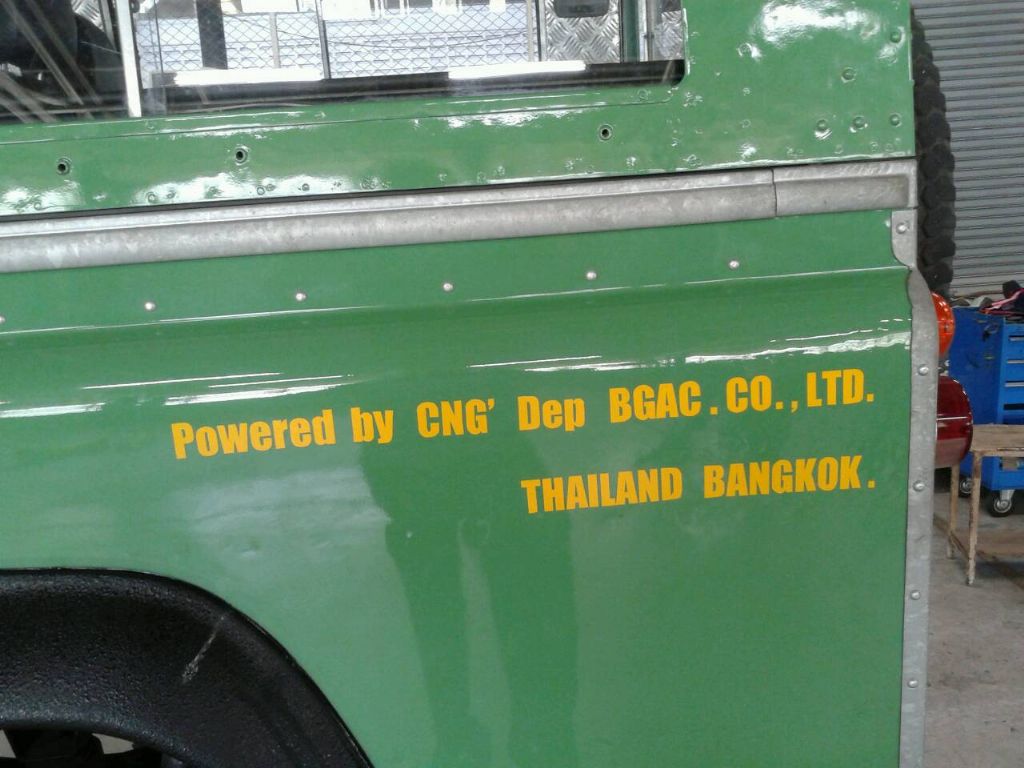 Powered by CNG' Dep BGAC. CO., LTD.
THAILAND BANGKOK.